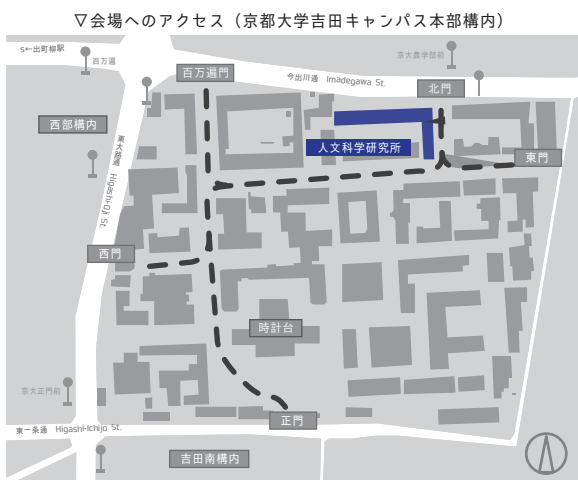 ▽会場へのアクセス（京都大学吉田キャンパス本部構内）
5←出町柳駅
百万遍
百万遍門
今出川通 Imadegawa St.
京大農学部前
北門
西部構内
東大路通 Higashi-Oji St.
人文科学研究所
東門
西門
時計台
京大正門前
正門
東一条通 Higashi-Ichijo St.
吉田南構内